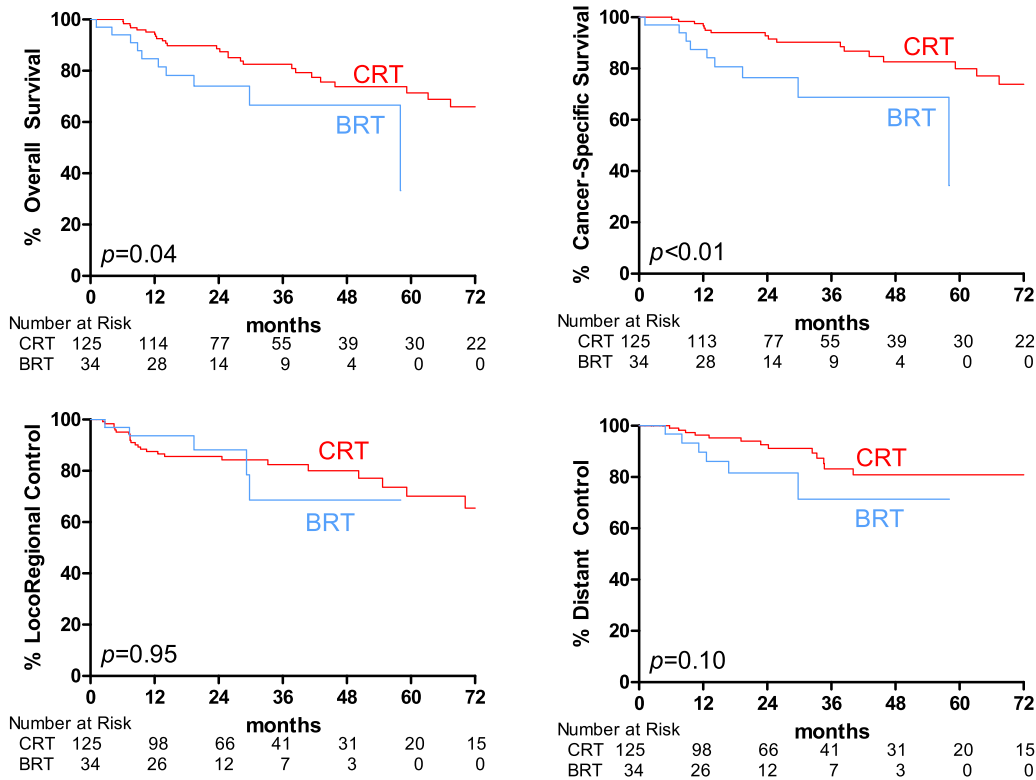 % Overall Survival
100
80
60
40
20
0
CRT
BRT
p=0.04
0 12 24 36 48 60 72
months
Number at Risk
CRT 125 114 77 55 39 30 22
BRT 34 28 14 9 4 0 0
% Cancer-Specific Survival
100
80
60
40
20
0
CRT
BRT
p<0.01
0 12 24 36 48 60 72
months
Number at Risk
CRT 125 113 77 55 39 30 22
BRT 34 28 14 9 4 0 0
% LocoRegional Control
100
80
60
40
20
0
CRT
BRT
p=0.95
0 12 24 36 48 60 72
months
Number at Risk
CRT 125 98 66 41 31 20 15
BRT 34 26 12 7 3 0 0
% Distant Control
100
80
60
40
20
0
CRT
BRT
p=0.10
0 12 24 36 48 60 72
months
Number at Risk
CRT 125 98 66 41 31 20 15
BRT 34 26 12 7 3 0 0